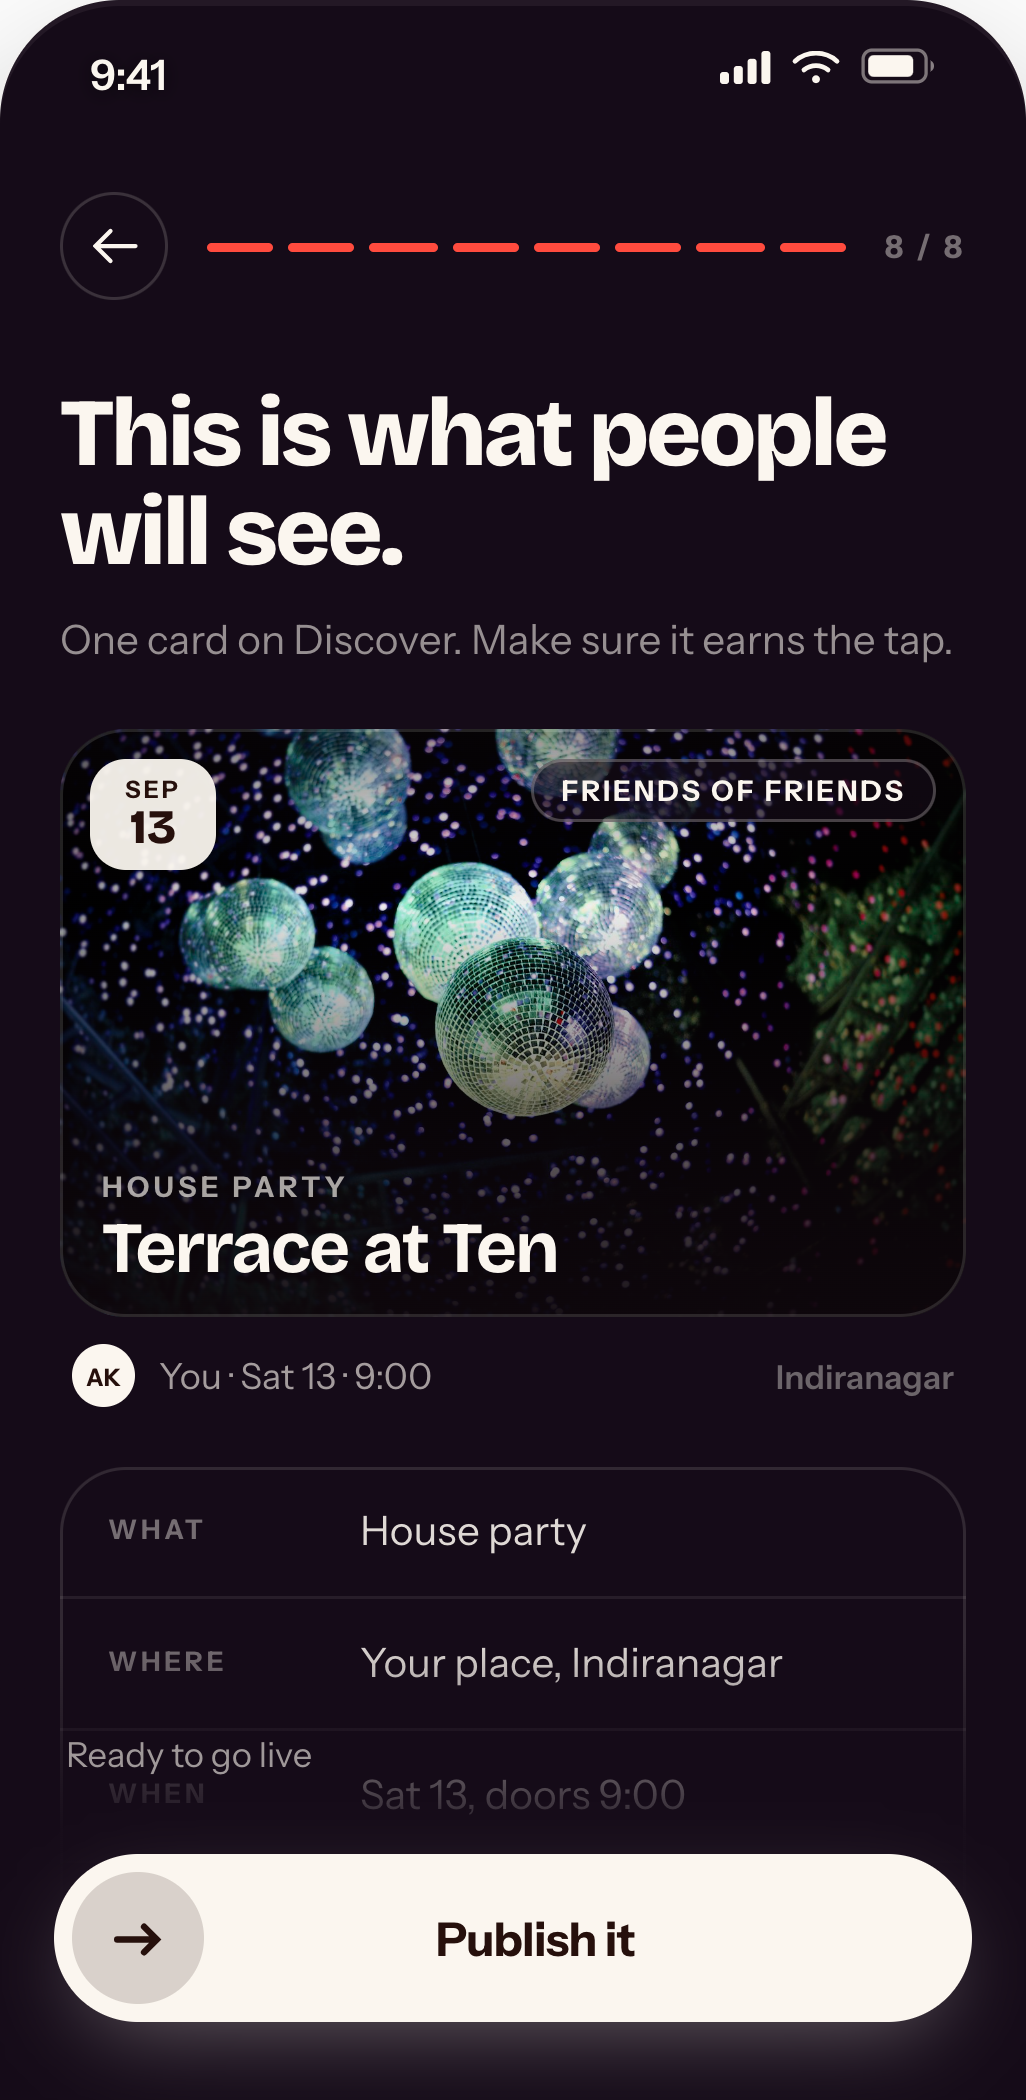 9:41
8 / 8
This is what people
will see.
One card on Discover. Make sure it earns the tap.
SEP
13
FRIENDS OF FRIENDS
HOUSE PARTY
Terrace at Ten
AK You · Sat 13 · 9:00 Indiranagar
WHAT House party
WHERE Your place, Indiranagar
Ready to go live
WHEN Sat 13, doors 9:00
Publish it